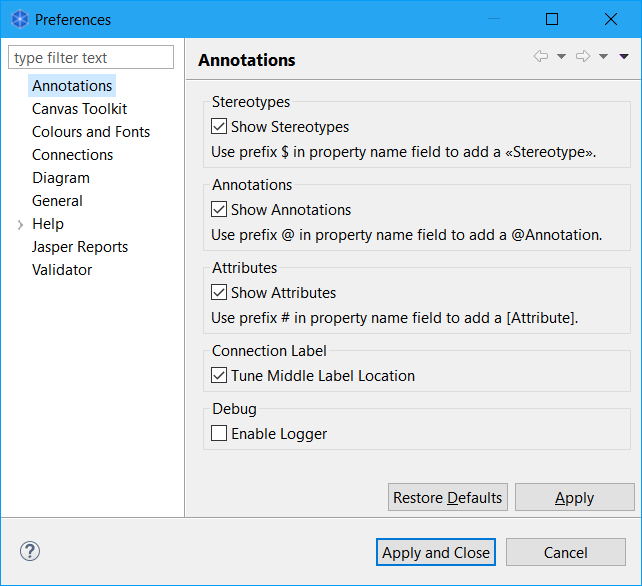 Preferences
type filter text
Annotations
Canvas Toolkit
Colours and Fonts
Connections
Diagram
General
Help
Jasper Reports
Validator
Annotations
Stereotypes
Show Stereotypes
Use prefix $ in property name field to add a «Stereotype».
Annotations
Show Annotations
Use prefix @ in property name field to add a @Annotation.
Attributes
Show Attributes
Use prefix # in property name field to add a [Attribute].
Connection Label
Tune Middle Label Location
Debug
Enable Logger
Restore Defaults Apply
? Apply and Close Cancel